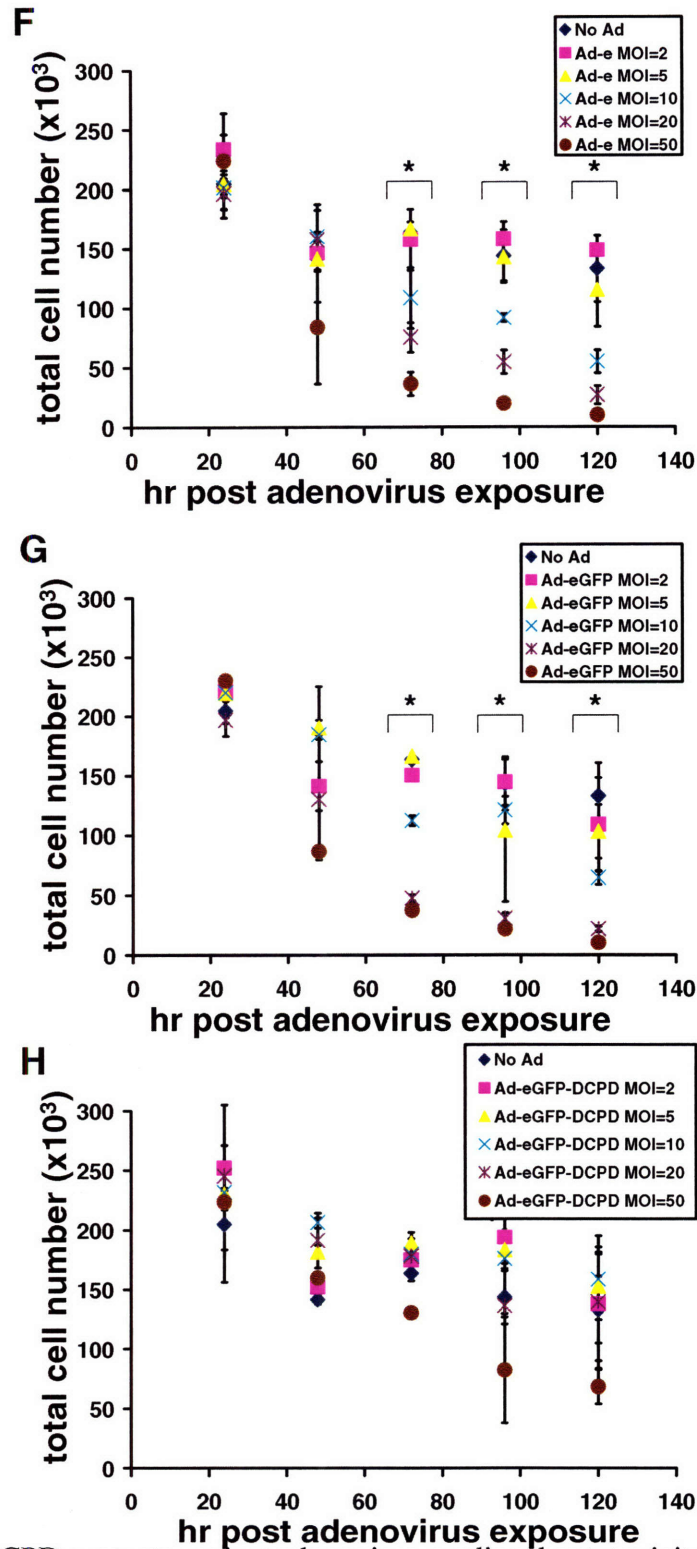 F
No Ad
Ad-e MOI=2
Ad-e MOI=5
Ad-e MOI=10
Ad-e MOI=20
Ad-e MOI=50
total cell number (x10³)
300
250
200
150
100
50
0
* * *
0 20 40 60 80 100 120 140
hr post adenovirus exposure
G
No Ad
Ad-eGFP MOI=2
Ad-eGFP MOI=5
Ad-eGFP MOI=10
Ad-eGFP MOI=20
Ad-eGFP MOI=50
total cell number (x10³)
300
250
200
150
100
50
0
* * *
0 20 40 60 80 100 120 140
hr post adenovirus exposure
H
No Ad
Ad-eGFP-DCPD MOI=2
Ad-eGFP-DCPD MOI=5
Ad-eGFP-DCPD MOI=10
Ad-eGFP-DCPD MOI=20
Ad-eGFP-DCPD MOI=50
total cell number (x10³)
300
250
200
150
100
50
0
0 20 40 60 80 100 120 140
hr post adenovirus exposure